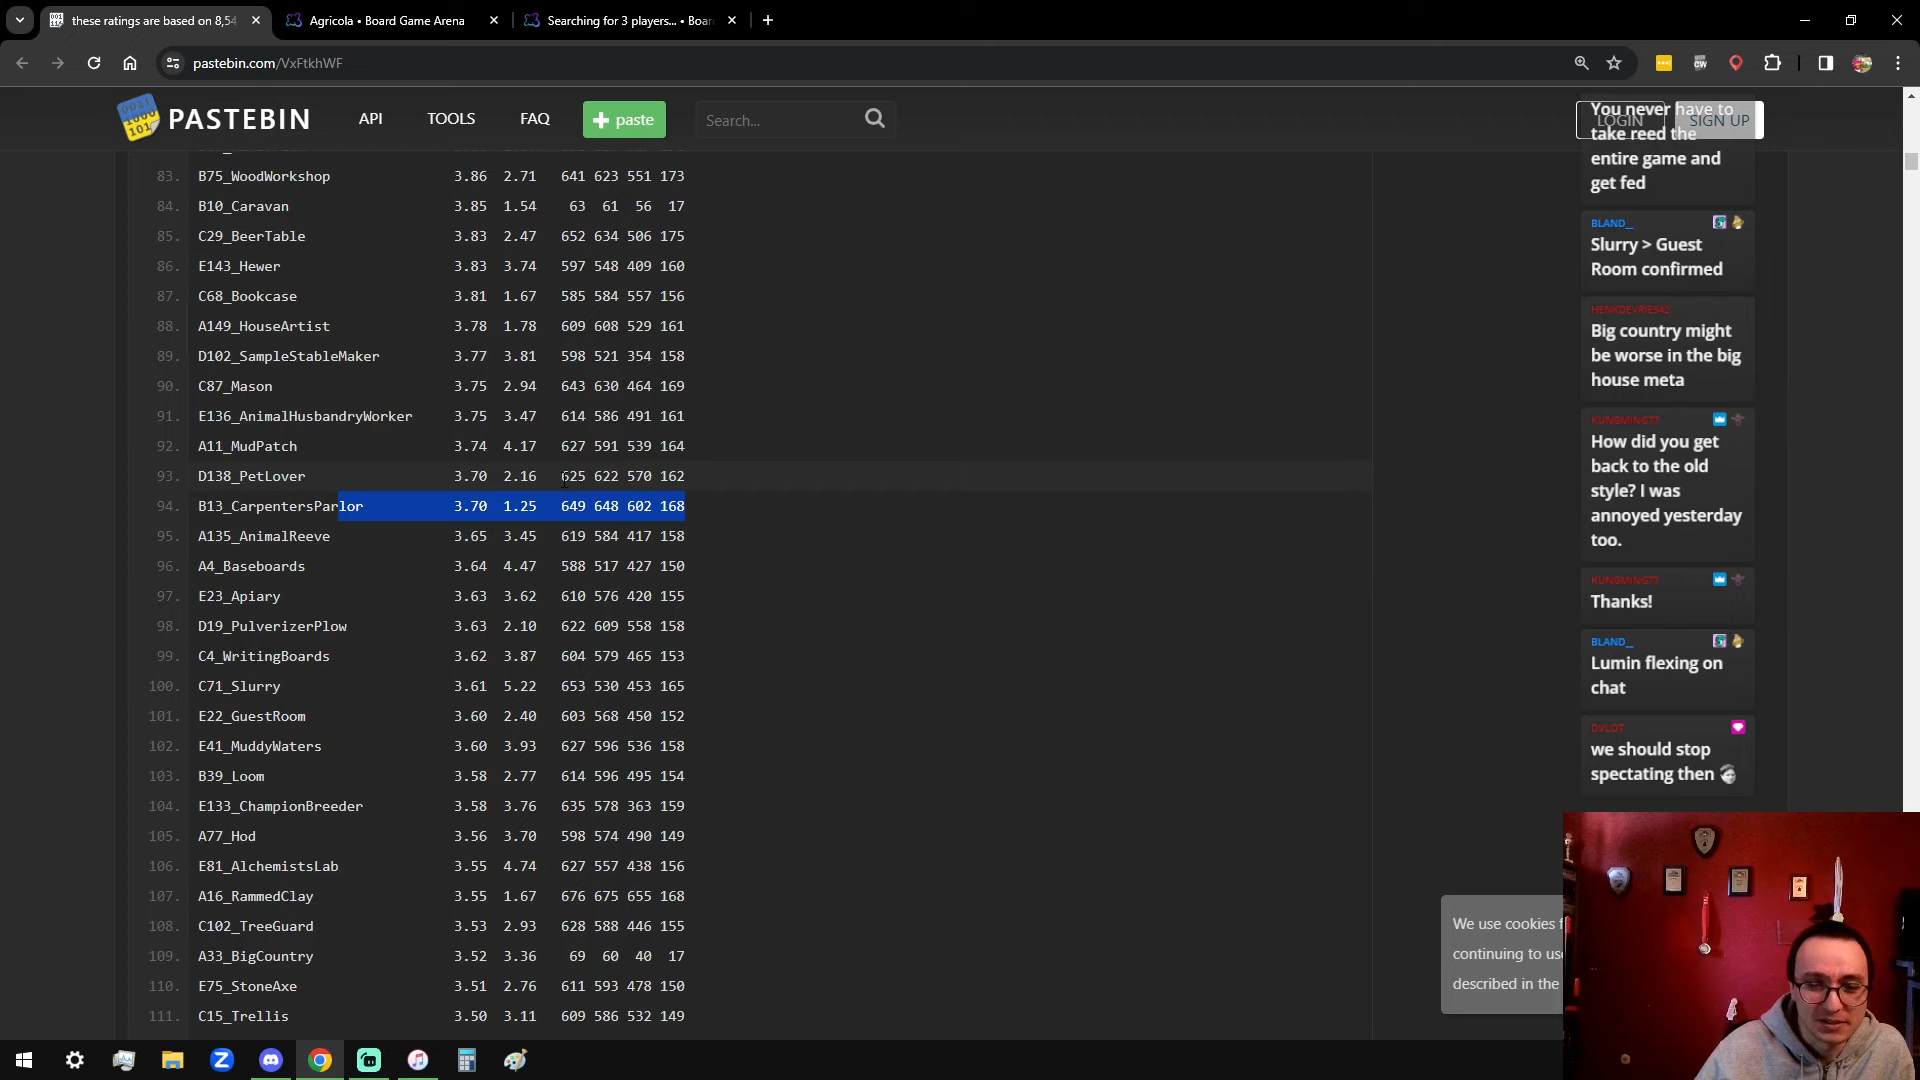 these ratings are based on 8,54
Agricola • Board Game Arena
Searching for 3 players... • Boar
pastebin.com/VxFtkhWF
PASTEBIN
API
TOOLS
FAQ
paste
Search...
LOGIN
SIGN UP
83. B75_WoodWorkshop 3.86 2.71 641 623 551 173
84. B10_Caravan 3.85 1.54 63 61 56 17
85. C29_BeerTable 3.83 2.47 652 634 506 175
86. E143_Hewer 3.83 3.74 597 548 409 160
87. C68_Bookcase 3.81 1.67 585 584 557 156
88. A149_HouseArtist 3.78 1.78 609 608 529 161
89. D102_SampleStableMaker 3.77 3.81 598 521 354 158
90. C87_Mason 3.75 2.94 643 630 464 169
91. E136_AnimalHusbandryWorker 3.75 3.47 614 586 491 161
92. A11_MudPatch 3.74 4.17 627 591 539 164
93. D138_PetLover 3.70 2.16 625 622 570 162
94. B13_CarpentersParlor 3.70 1.25 649 648 602 168
95. A135_AnimalReeve 3.65 3.45 619 584 417 158
96. A4_Baseboards 3.64 4.47 588 517 427 150
97. E23_Apiary 3.63 3.62 610 576 420 155
98. D19_PulverizerPlow 3.63 2.10 622 609 558 158
99. C4_WritingBoards 3.62 3.87 604 579 465 153
100. C71_Slurry 3.61 5.22 653 530 453 165
101. E22_GuestRoom 3.60 2.40 603 568 450 152
102. E41_MuddyWaters 3.60 3.93 627 596 536 158
103. B39_Loom 3.58 2.77 614 596 495 154
104. E133_ChampionBreeder 3.58 3.76 635 578 363 159
105. A77_Hod 3.56 3.70 598 574 490 149
106. E81_AlchemistsLab 3.55 4.74 627 557 438 156
107. A16_RammedClay 3.55 1.67 676 675 655 168
108. C102_TreeGuard 3.53 2.93 628 588 446 155
109. A33_BigCountry 3.52 3.36 69 60 40 17
110. E75_StoneAxe 3.51 2.76 611 593 478 150
111. C15_Trellis 3.50 3.11 609 586 532 149
You never have to
take reed the
entire game and
get fed
BLAND__
Slurry > Guest
Room confirmed
HENKDEVRIES42
Big country might
be worse in the big
house meta
KUNGMING77
How did you get
back to the old
style? I was
annoyed yesterday
too.
KUNGMING77
Thanks!
BLAND__
Lumin flexing on
chat
DVLOT
we should stop
spectating then
We use cookies f
continuing to us
described in the